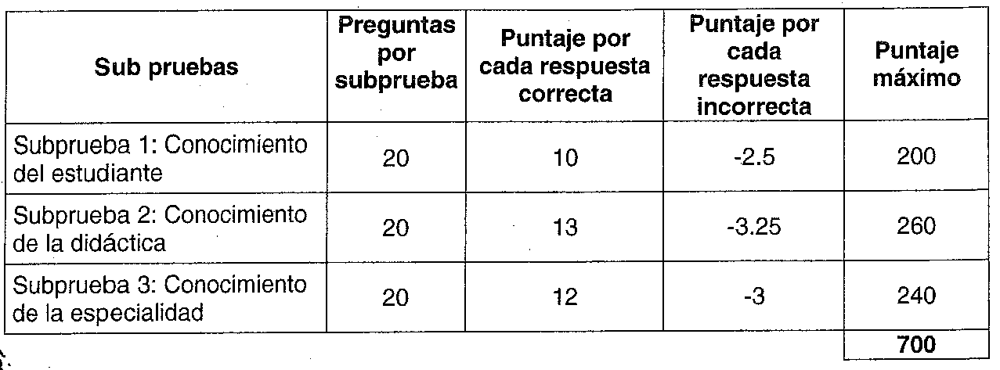 Sub pruebas
Preguntas
por
subprueba
Puntaje por
cada respuesta
correcta
Puntaje por
cada
respuesta
incorrecta
Puntaje
máximo
Subprueba 1: Conocimiento
del estudiante
20
10
-2.5
200
Subprueba 2: Conocimiento
de la didáctica
20
13
-3.25
260
Subprueba 3: Conocimiento
de la especialidad
20
12
-3
240
700